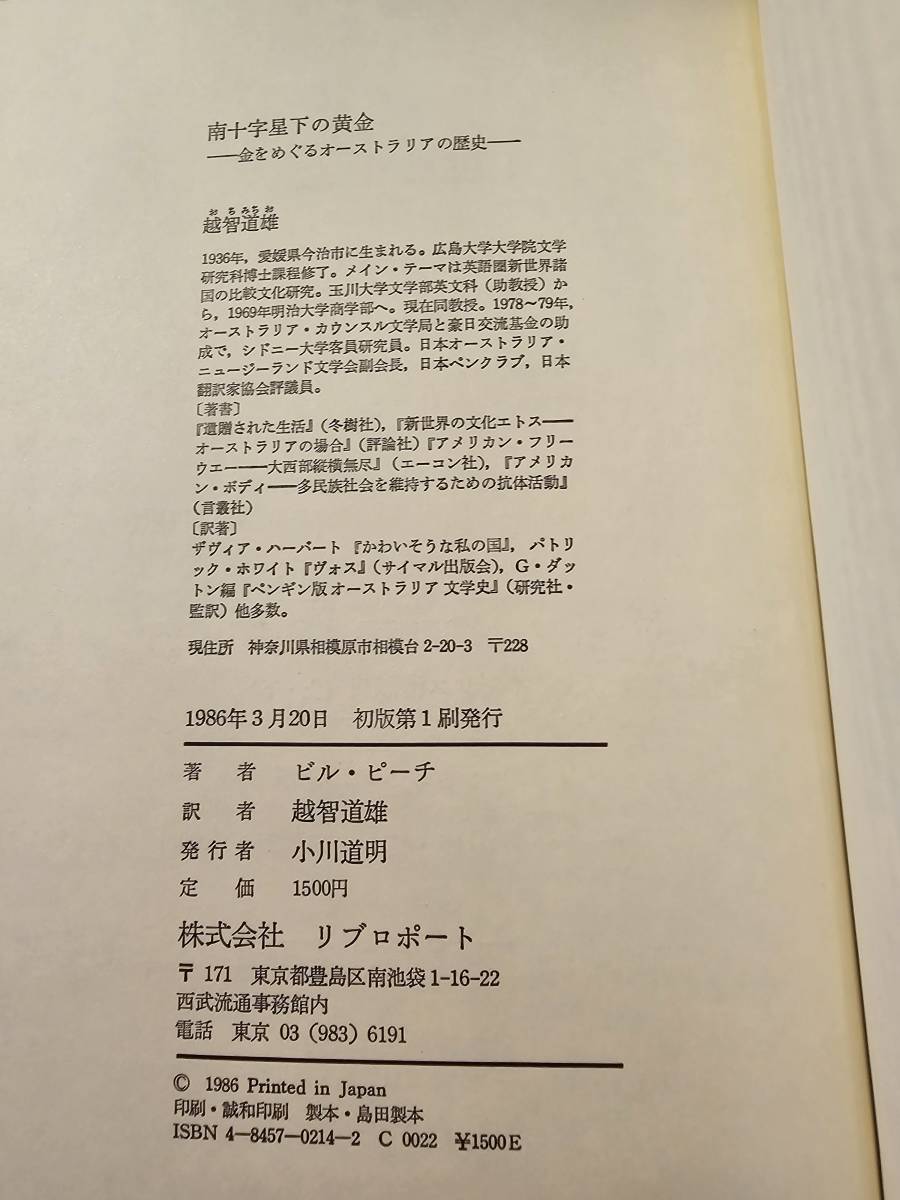 南十字星下の黄金
――金をめぐるオーストラリアの歴史――
おちみちお
越智道雄
1936年，愛媛県今治市に生まれる。広島大学大学院文学
研究科博士課程修了。メイン・テーマは英語圏新世界諸
国の比較文化研究。玉川大学文学部英文科（助教授）か
ら，1969年明治大学商学部へ。現在同教授。1978〜79年，
オーストラリア・カウンスル文学局と豪日交流基金の助
成で，シドニー大学客員研究員。日本オーストラリア・
ニュージーランド文学会副会長，日本ペンクラブ，日本
翻訳家協会評議員。
〔著書〕
『遺贈された生活』（冬樹社），『新世界の文化エトス――
オーストラリアの場合』（評論社）『アメリカン・フリー
ウエー――大西部縦横無尽』（エーコン社），『アメリカ
ン・ボディ――多民族社会を維持するための抗体活動』
（言叢社）
〔訳著〕
ザヴィア・ハーバート『かわいそうな私の国』，パトリ
ック・ホワイト『ヴォス』（サイマル出版会），G・ダッ
トン編『ペンギン版オーストラリア文学史』（研究社・
監訳）他多数。
現住所　神奈川県相模原市相模台 2-20-3　〒228
1986年3月20日　初版第1刷発行
著　者　ビル・ピーチ
訳　者　越智道雄
発行者　小川道明
定　価　1500円
株式会社　リブロポート
〒171　東京都豊島区南池袋1-16-22
西武流通事務館内
電話　東京 03（983）6191
© 1986 Printed in Japan
印刷・誠和印刷　製本・島田製本
ISBN 4—8457—0214—2　C 0022　¥1500E